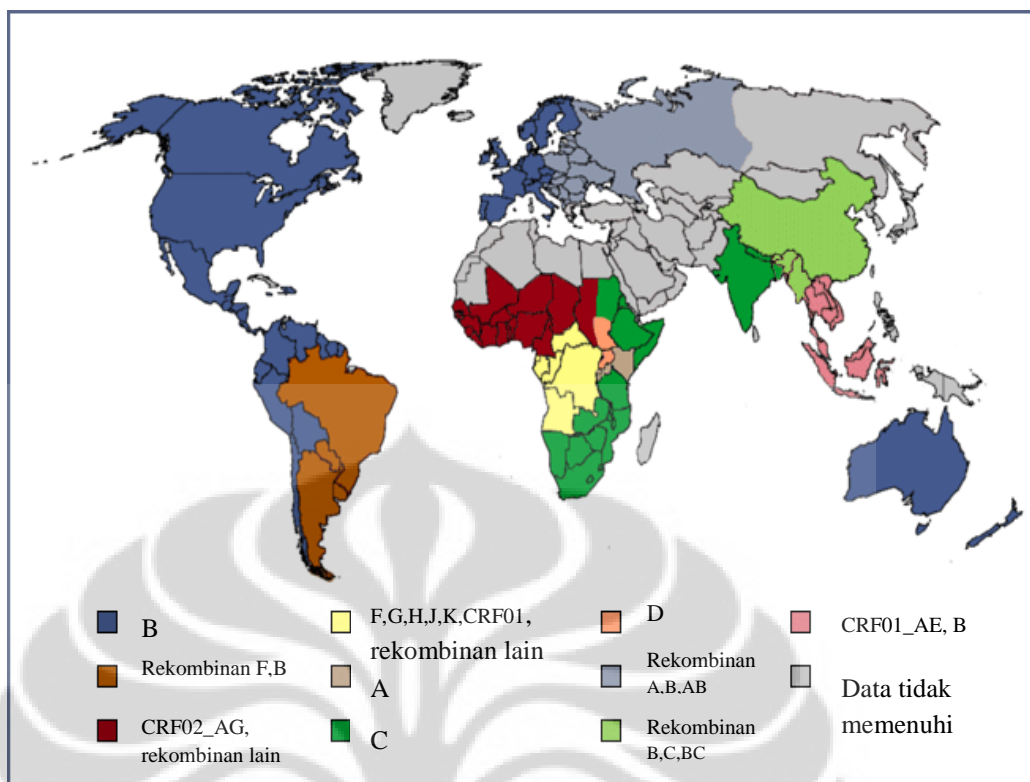 B
Rekombinan F,B
CRF02_AG,
rekombinan lain
F,G,H,J,K,CRF01,
rekombinan lain
A
C
D
Rekombinan
A,B,AB
Rekombinan
B,C,BC
CRF01_AE, B
Data tidak
memenuhi